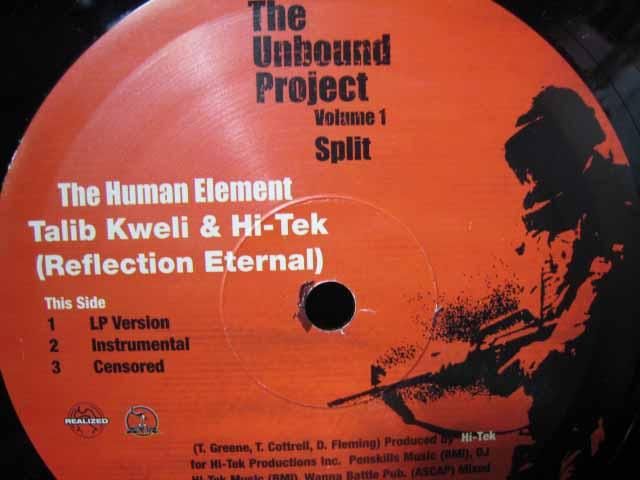 The
Unbound
Project
Volume 1
Split
The Human Element
Talib Kweli & Hi-Tek
(Reflection Eternal)
This Side
1 LP Version
2 Instrumental
3 Censored
REALIZED
(T. Greene, T. Cottrell, D. Fleming) Produced by Hi-Tek
for Hi-Tek Productions Inc. Penskills Music (BMI), DJ
Hi-Tek Music (BMI), Wanna Battle Pub. (ASCAP) Mixed